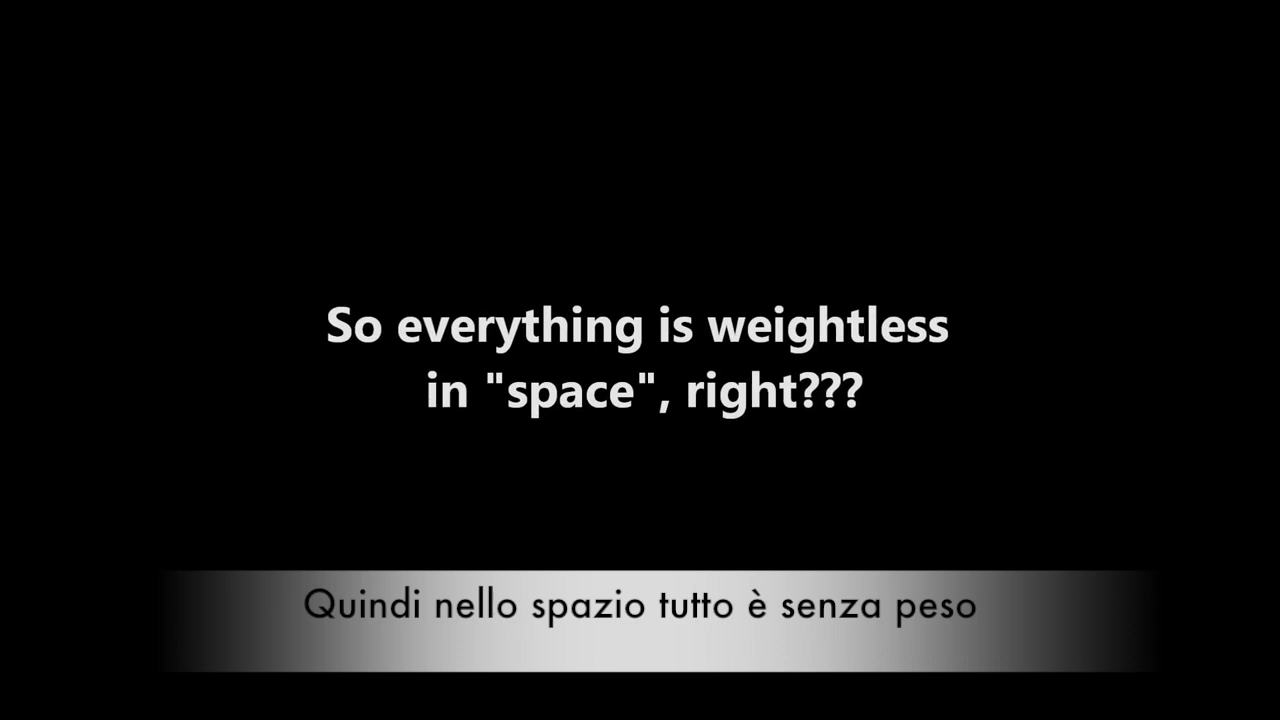 So everything is weightless
in "space", right???
Quindi nello spazio tutto è senza peso